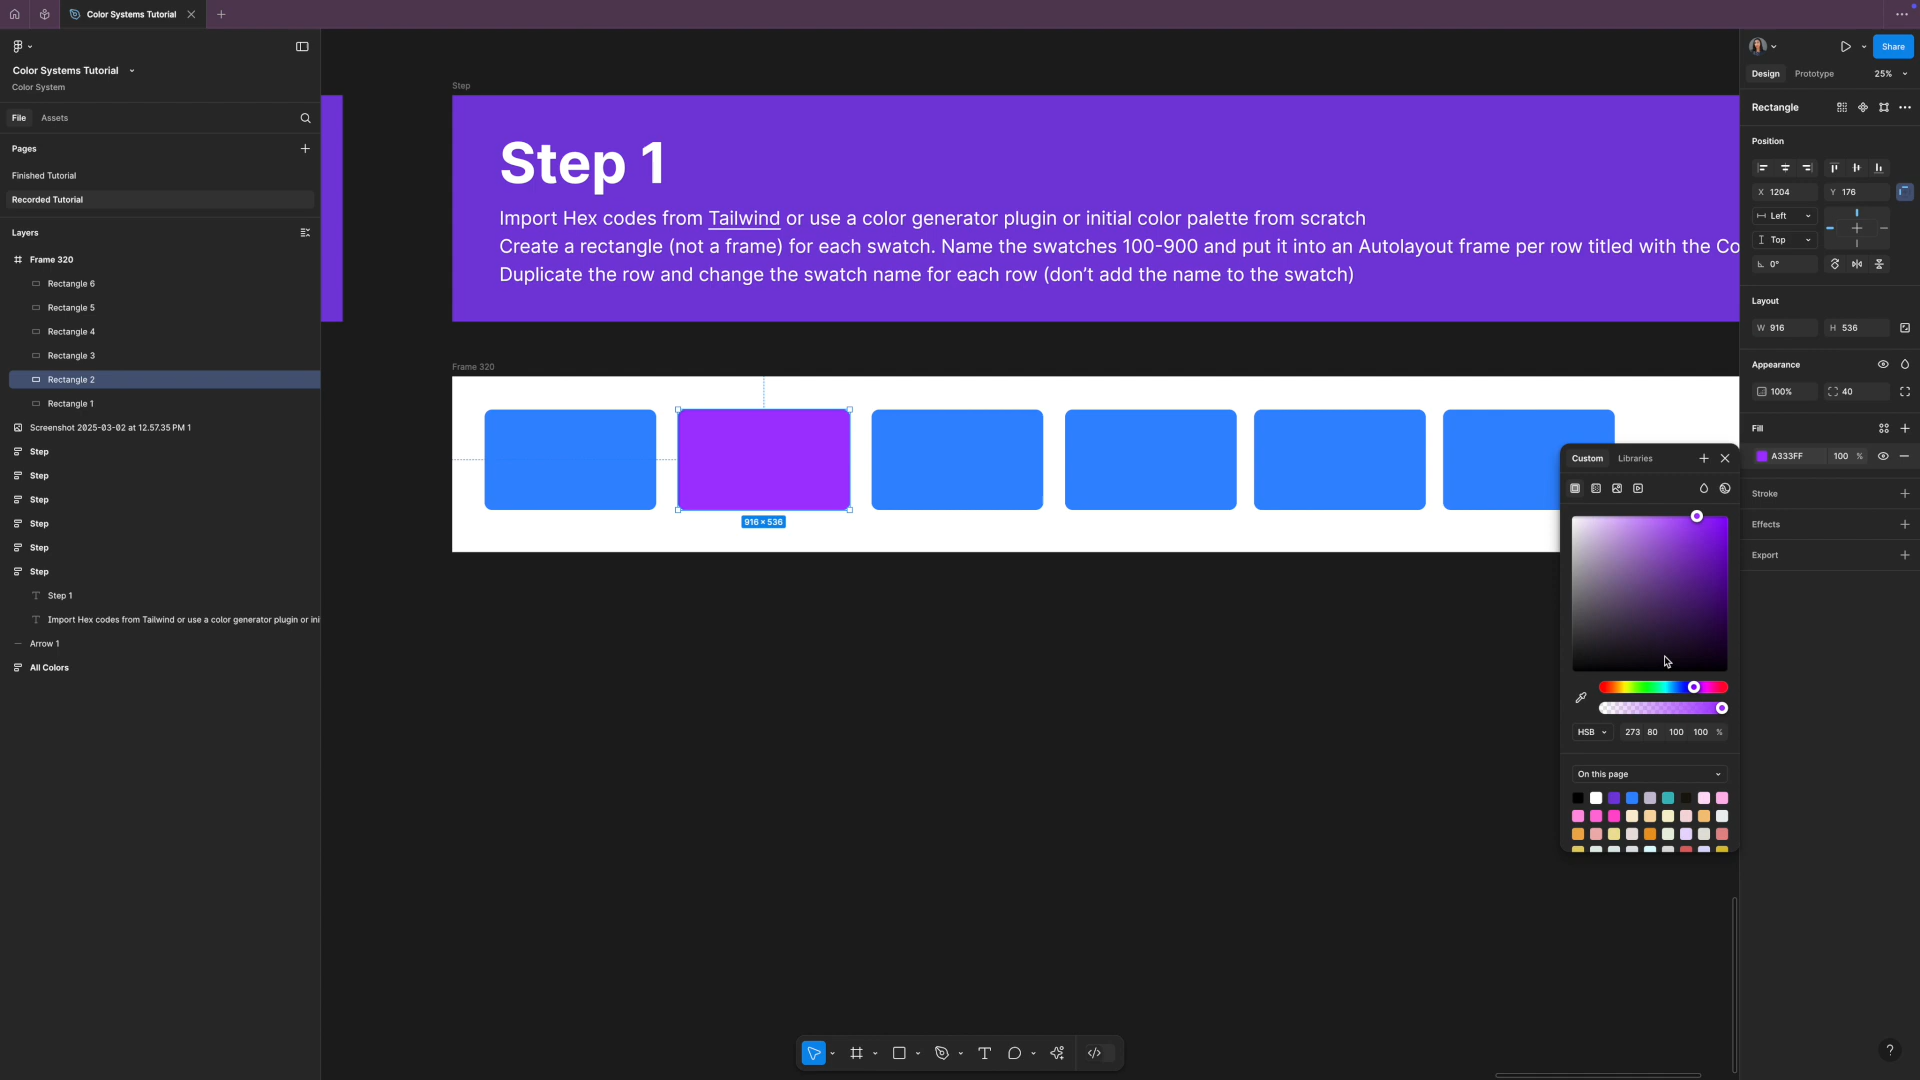 Color Systems Tutorial
Color Systems Tutorial
Color System
File
Assets
Pages
Finished Tutorial
Recorded Tutorial
Layers
Frame 320
Rectangle 6
Rectangle 5
Rectangle 4
Rectangle 3
Rectangle 2
Rectangle 1
Screenshot 2025-03-02 at 12.57.35 PM 1
Step
Step
Step
Step
Step
Step
Step 1
Import Hex codes from Tailwind or use a color generator plugin or ini
Arrow 1
All Colors
Step
Step 1
Import Hex codes from Tailwind or use a color generator plugin or initial color palette from scratch
Create a rectangle (not a frame) for each swatch. Name the swatches 100-900 and put it into an Autolayout frame per row titled with the Co
Duplicate the row and change the swatch name for each row (don’t add the name to the swatch)
Frame 320
916 × 536
Custom
Libraries
HSB
273 80 100 100 %
On this page
Share
Design
Prototype
25%
Rectangle
Position
X 1204
Y 176
Left
Top
0°
Layout
W 916
H 536
Appearance
100%
40
Fill
A333FF
100 %
Stroke
Effects
Export
?